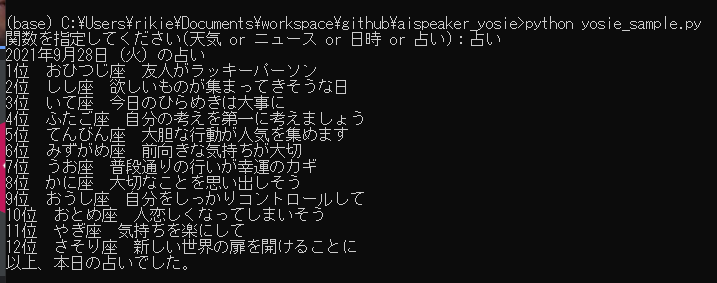 (base) C:¥Users¥rikie¥Documents¥workspace¥github¥aispeaker_yosie>python yosie_sample.py
関数を指定してください(天気 or ニュース or 日時 or 占い)：占い
2021年9月28日 (火) の占い
1位　おひつじ座　友人がラッキーパーソン
2位　しし座　欲しいものが集まってきそうな日
3位　いて座　今日のひらめきは大事に
4位　ふたご座　自分の考えを第一に考えましょう
5位　てんびん座　大胆な行動が人気を集めます
6位　みずがめ座　前向きな気持ちが大切
7位　うお座　普段通りの行いが幸運のカギ
8位　かに座　大切なことを思い出しそう
9位　おうし座　自分をしっかりコントロールして
10位　おとめ座　人恋しくなってしまいそう
11位　やぎ座　気持ちを楽にして
12位　さそり座　新しい世界の扉を開けることに
以上、本日の占いでした。